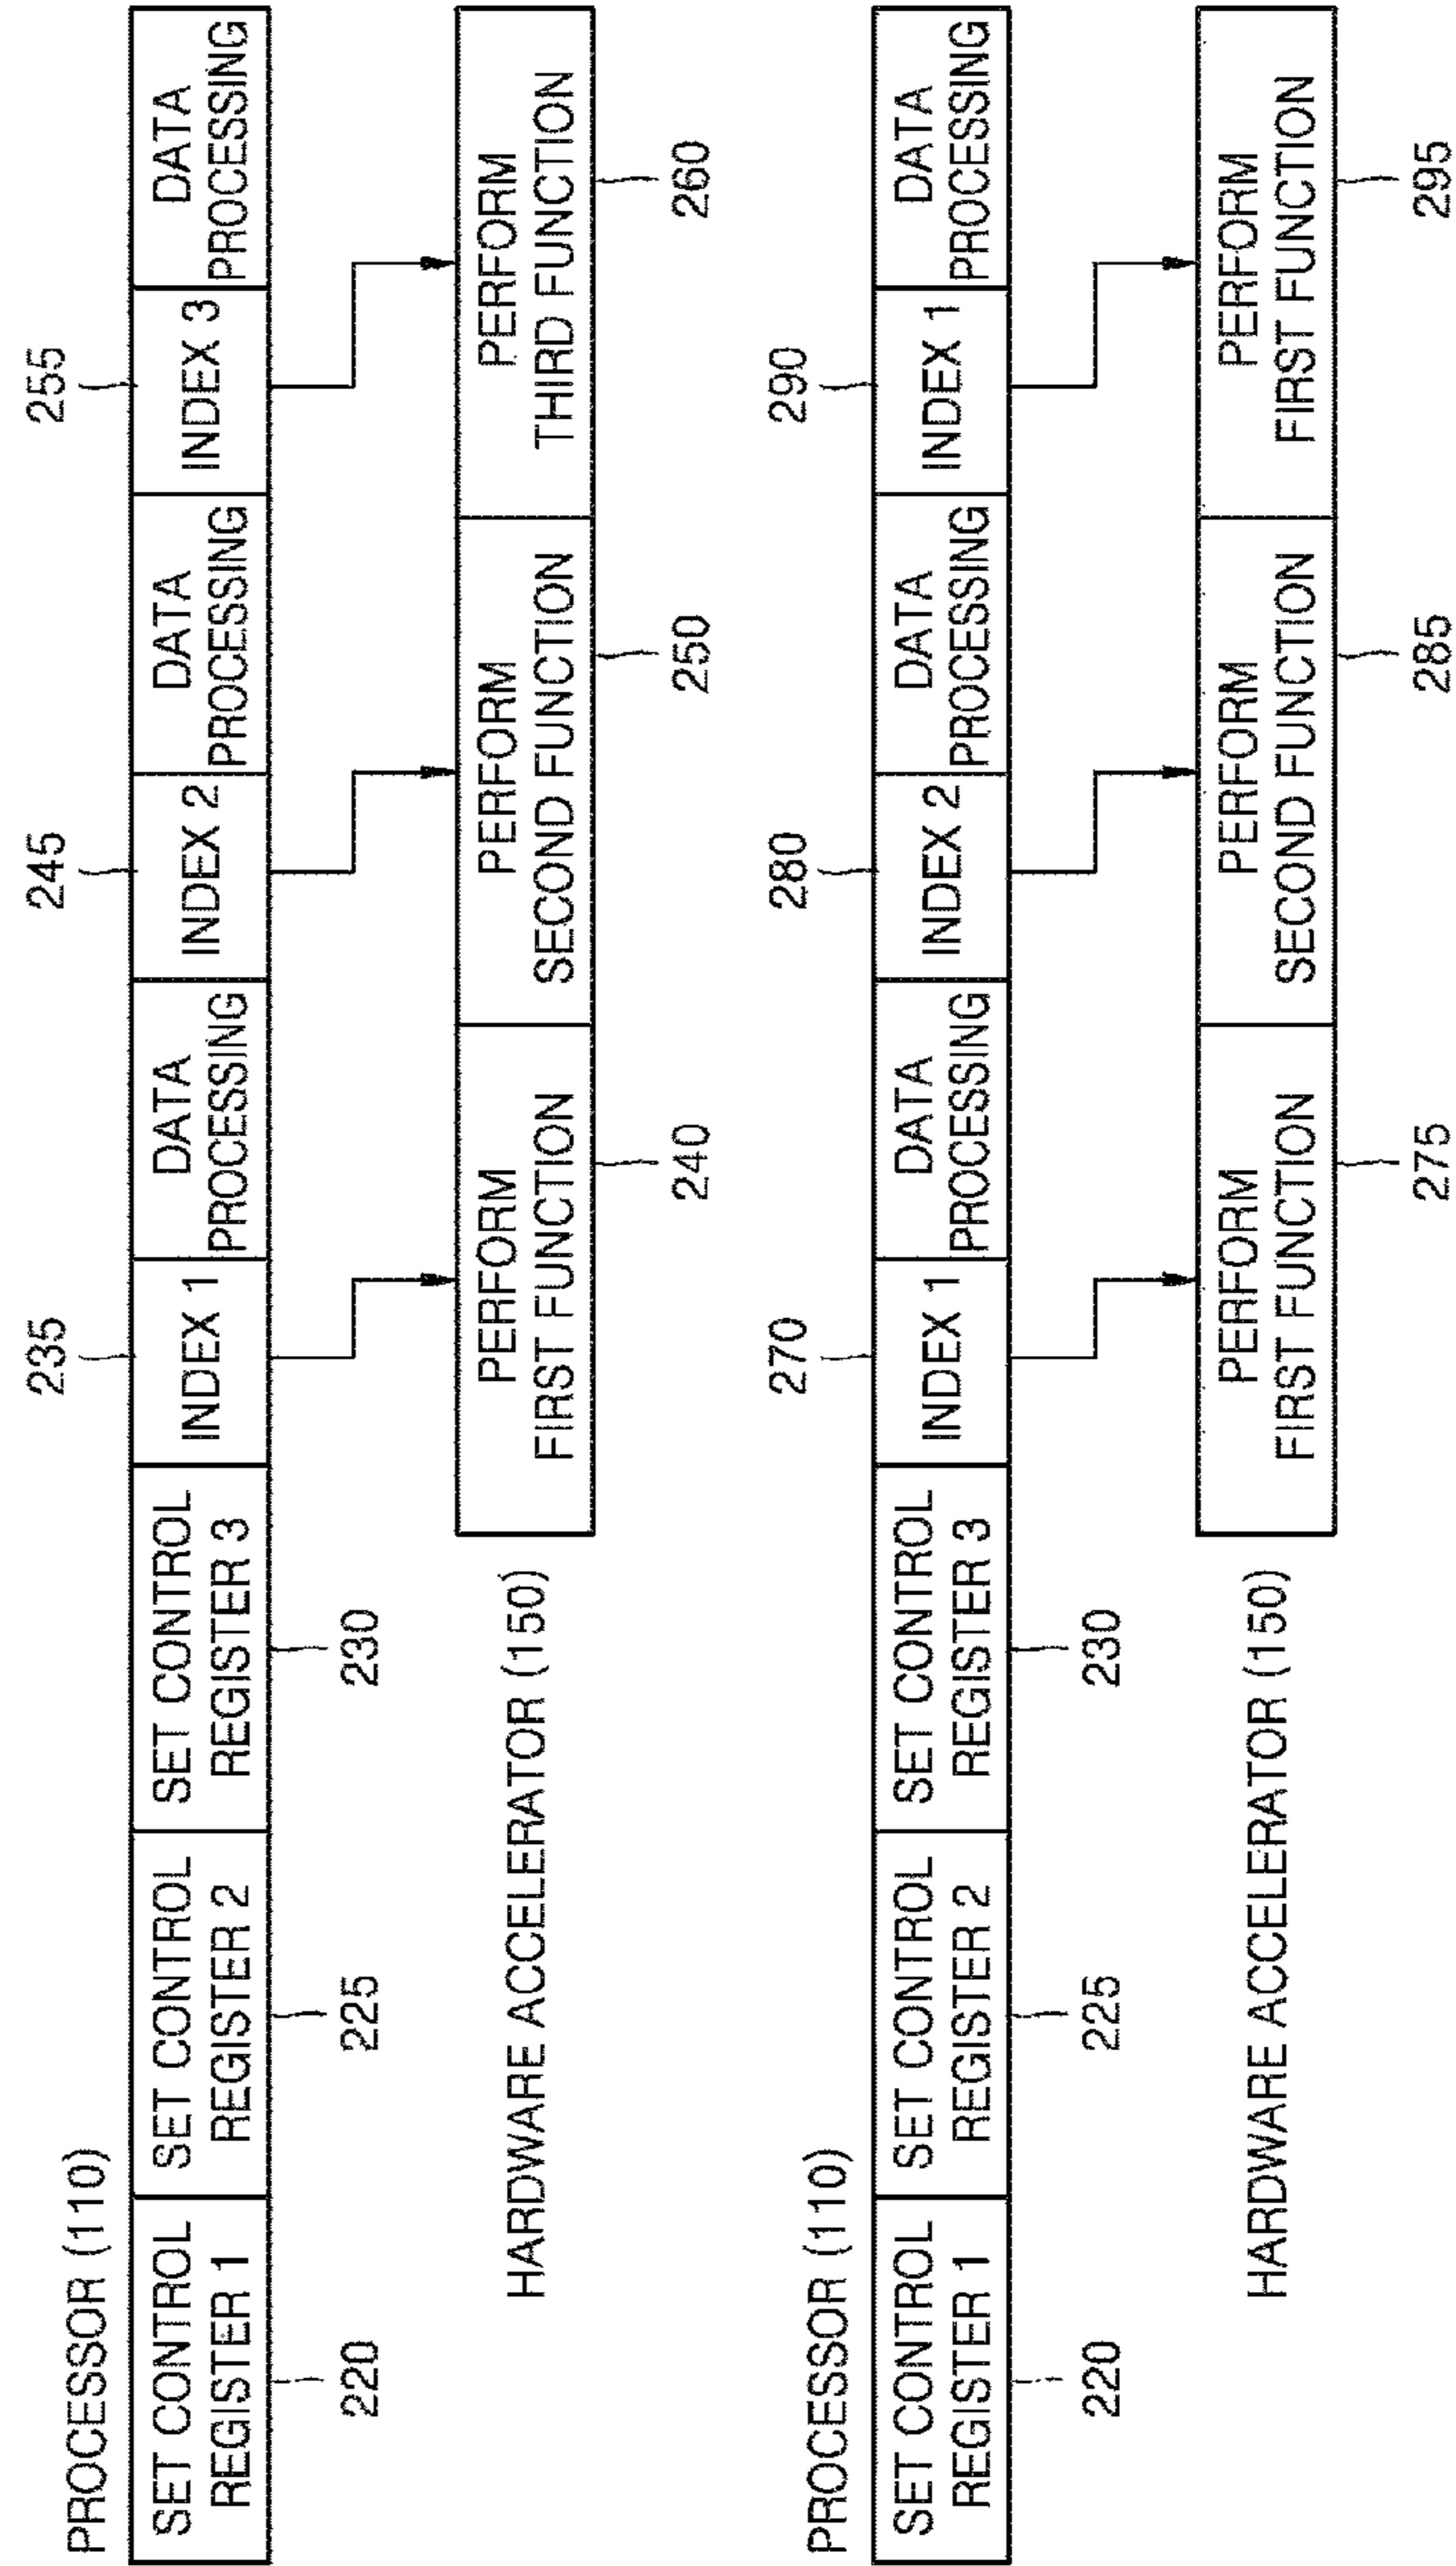 PROCESSOR (110)
235
245
255
SET CONTROL
REGISTER 1
SET CONTROL
REGISTER 2
SET CONTROL
REGISTER 3
INDEX 1
DATA
PROCESSING
INDEX 2
DATA
PROCESSING
INDEX 3
DATA
PROCESSING
220
225
230
HARDWARE ACCELERATOR (150)
PERFORM
FIRST FUNCTION
PERFORM
SECOND FUNCTION
PERFORM
THIRD FUNCTION
240
250
260
PROCESSOR (110)
270
280
290
SET CONTROL
REGISTER 1
SET CONTROL
REGISTER 2
SET CONTROL
REGISTER 3
INDEX 1
DATA
PROCESSING
INDEX 2
DATA
PROCESSING
INDEX 1
DATA
PROCESSING
220
225
230
HARDWARE ACCELERATOR (150)
PERFORM
FIRST FUNCTION
PERFORM
SECOND FUNCTION
PERFORM
FIRST FUNCTION
275
285
295